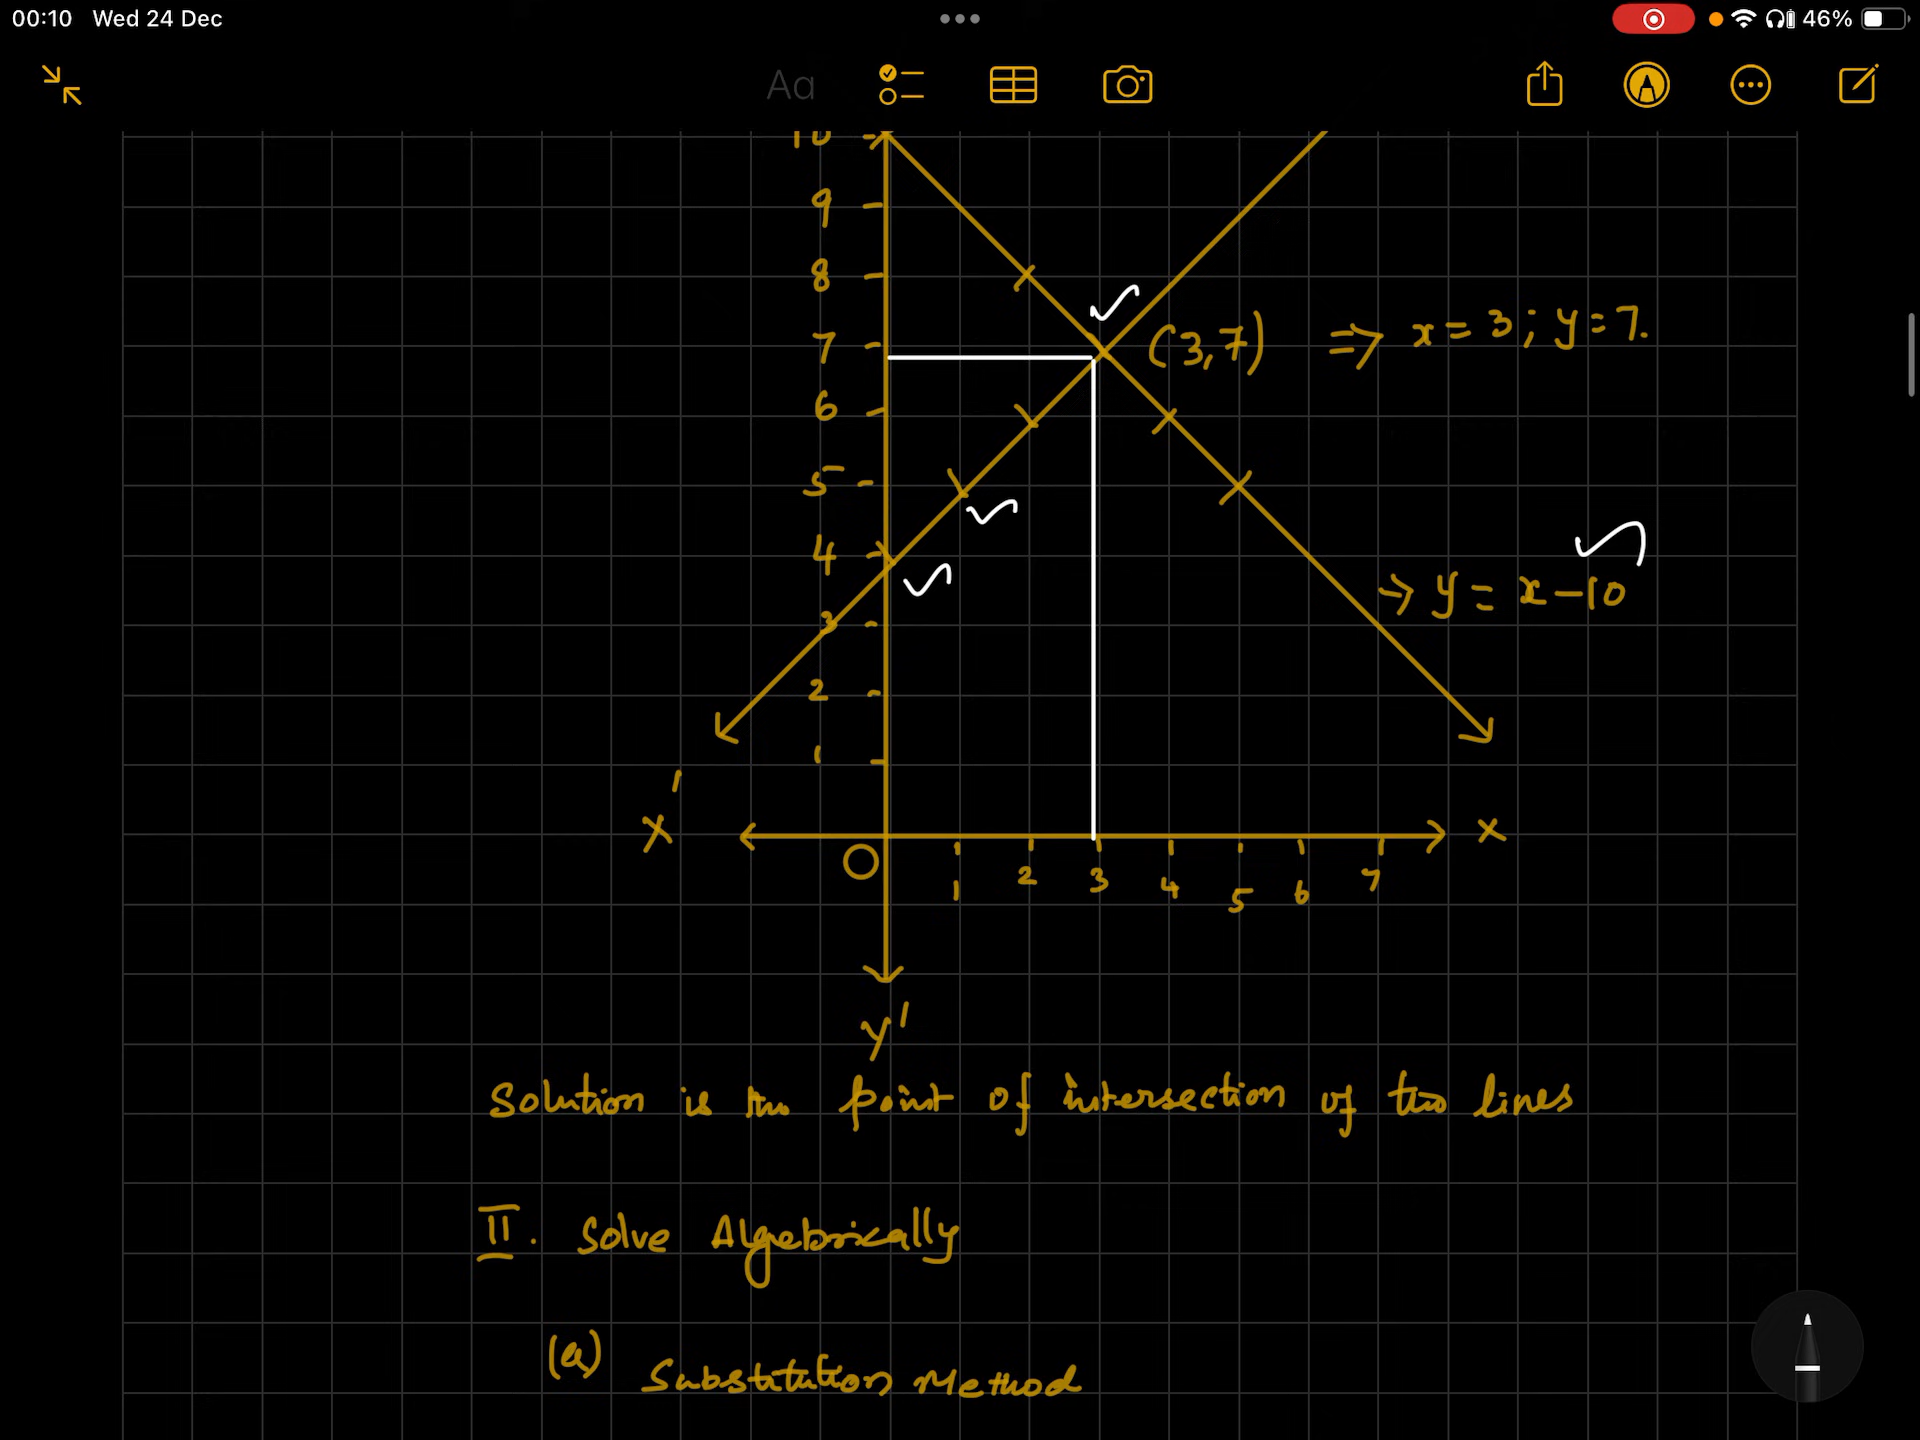 00:10 Wed 24 Dec 46%
Aa
10
9
8
7 (3,7) ⇒ x = 3; y = 7.
6
5
4
→ y = x – 10
3
2
1
X' X
O 1 2 3 4 5 6 7
y'
Solution is the point of intersection of two lines
II. Solve Algebrically
(a) Substitution Method